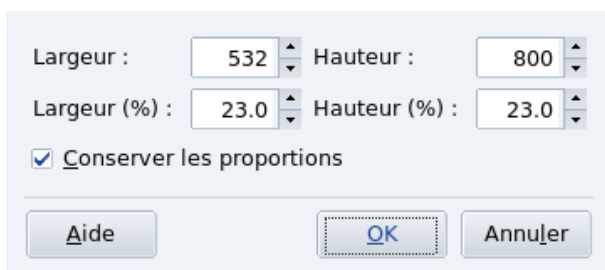 Largeur : 532 Hauteur : 800
Largeur (%) : 23.0 Hauteur (%) : 23.0
Conserver les proportions
Aide OK Annuler